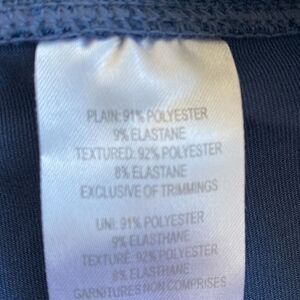 PLAIN: 91% POLYESTER
9% ELASTANE
TEXTURED: 92% POLYESTER
8% ELASTANE
EXCLUSIVE OF TRIMMINGS
UNI: 91% POLYESTER
9% ELASTHANE
TEXTURÉ: 92% POLYESTER
8% ELASTHANE
GARNITURES NON COMPRISES